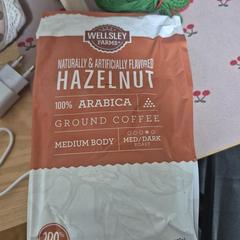 WELLSLEY
FARMS
NATURALLY & ARTIFICIALLY FLAVORED
HAZELNUT
100% ARABICA
GROUND COFFEE
MEDIUM BODY
MED/DARK
ROAST